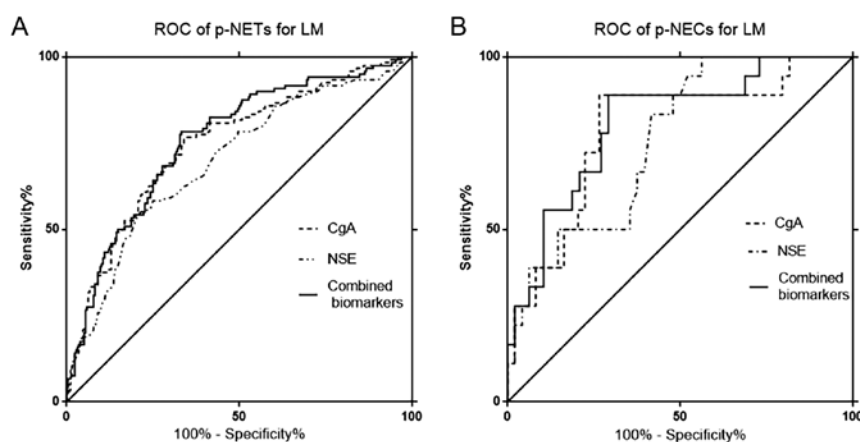 A
ROC of p-NETs for LM
100
50
0
Sensitivity%
CgA
NSE
Combined
biomarkers
0
50
100
100% - Specificity%
B
ROC of p-NECs for LM
100
50
0
Sensitivity%
CgA
NSE
Combined
biomarkers
0
50
100
100% - Specificity%